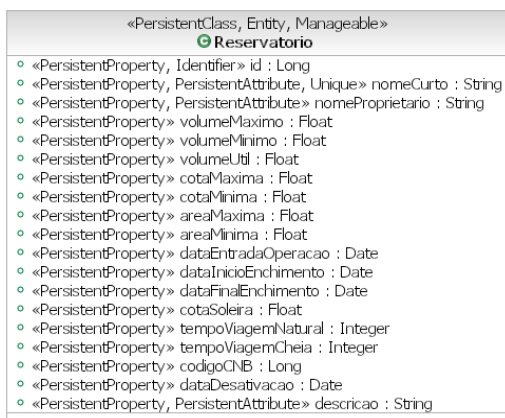 «PersistentClass, Entity, Manageable»
Reservatorio
«PersistentProperty, Identifier» id : Long
«PersistentProperty, PersistentAttribute, Unique» nomeCurto : String
«PersistentProperty, PersistentAttribute» nomeProprietario : String
«PersistentProperty» volumeMaximo : Float
«PersistentProperty» volumeMinimo : Float
«PersistentProperty» volumeUtil : Float
«PersistentProperty» cotaMaxima : Float
«PersistentProperty» cotaMinima : Float
«PersistentProperty» areaMaxima : Float
«PersistentProperty» areaMinima : Float
«PersistentProperty» dataEntradaOperacao : Date
«PersistentProperty» dataInicioEnchimento : Date
«PersistentProperty» dataFinalEnchimento : Date
«PersistentProperty» cotaSoleira : Float
«PersistentProperty» tempoViagemNatural : Integer
«PersistentProperty» tempoViagemCheia : Integer
«PersistentProperty» codigoCNB : Long
«PersistentProperty» dataDesativacao : Date
«PersistentProperty, PersistentAttribute» descricao : String